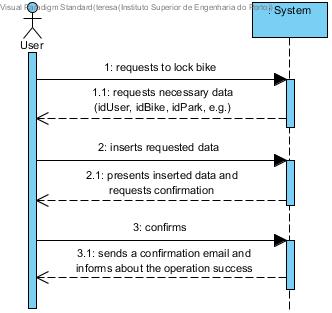 Visual Paradigm Standard(teresa(Instituto Superior de Engenharia do Porto))
: System
User
1: requests to lock bike
1.1: requests necessary data
(idUser, idBike, idPark, e.g.)
2: inserts requested data
2.1: presents inserted data and
requests confirmation
3: confirms
3.1: sends a confirmation email and
informs about the operation success